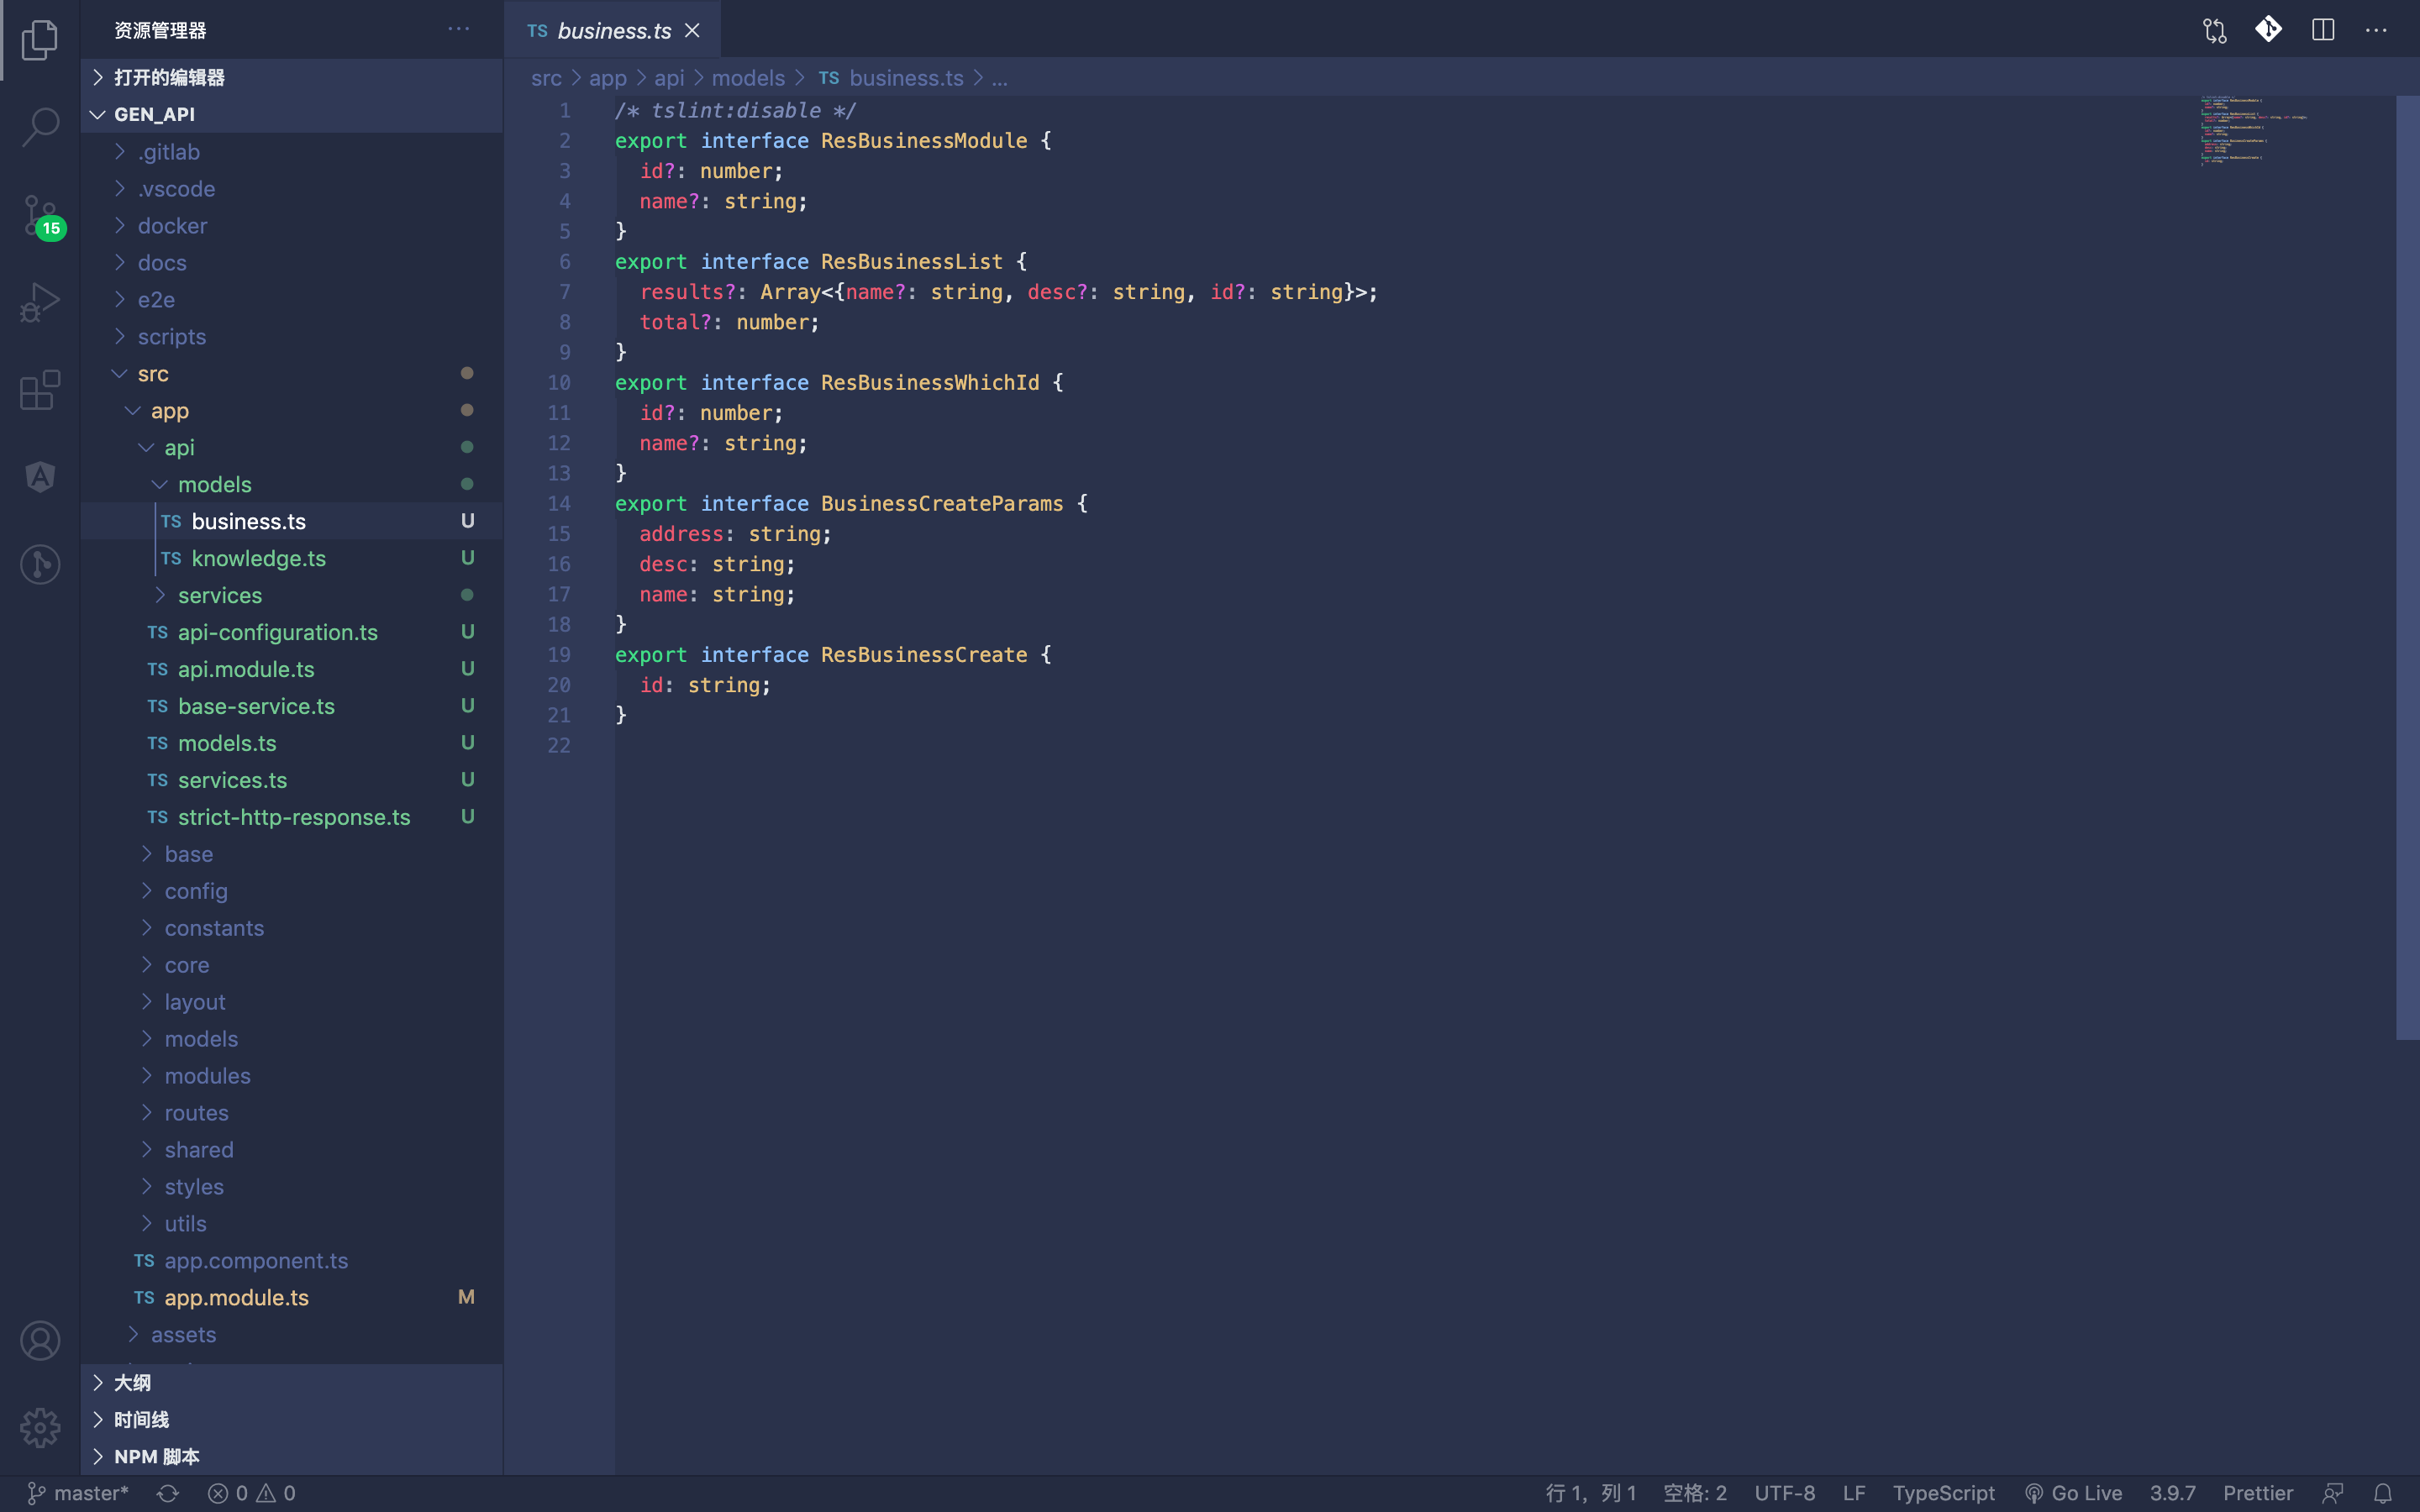 资源管理器
打开的编辑器
GEN_API
.gitlab
.vscode
docker
docs
e2e
scripts
src
app
api
models
TS business.ts U
TS knowledge.ts U
services
TS api-configuration.ts U
TS api.module.ts U
TS base-service.ts U
TS models.ts U
TS services.ts U
TS strict-http-response.ts U
base
config
constants
core
layout
models
modules
routes
shared
styles
utils
TS app.component.ts
TS app.module.ts M
assets
大纲
时间线
NPM 脚本
15
TS business.ts
src > app > api > models > TS business.ts > ...
1 /* tslint:disable */
2 export interface ResBusinessModule {
3 id?: number;
4 name?: string;
5 }
6 export interface ResBusinessList {
7 results?: Array<{name?: string, desc?: string, id?: string}>;
8 total?: number;
9 }
10 export interface ResBusinessWhichId {
11 id?: number;
12 name?: string;
13 }
14 export interface BusinessCreateParams {
15 address: string;
16 desc: string;
17 name: string;
18 }
19 export interface ResBusinessCreate {
20 id: string;
21 }
22
master* 0 0 行 1，列 1 空格: 2 UTF-8 LF TypeScript Go Live 3.9.7 Prettier